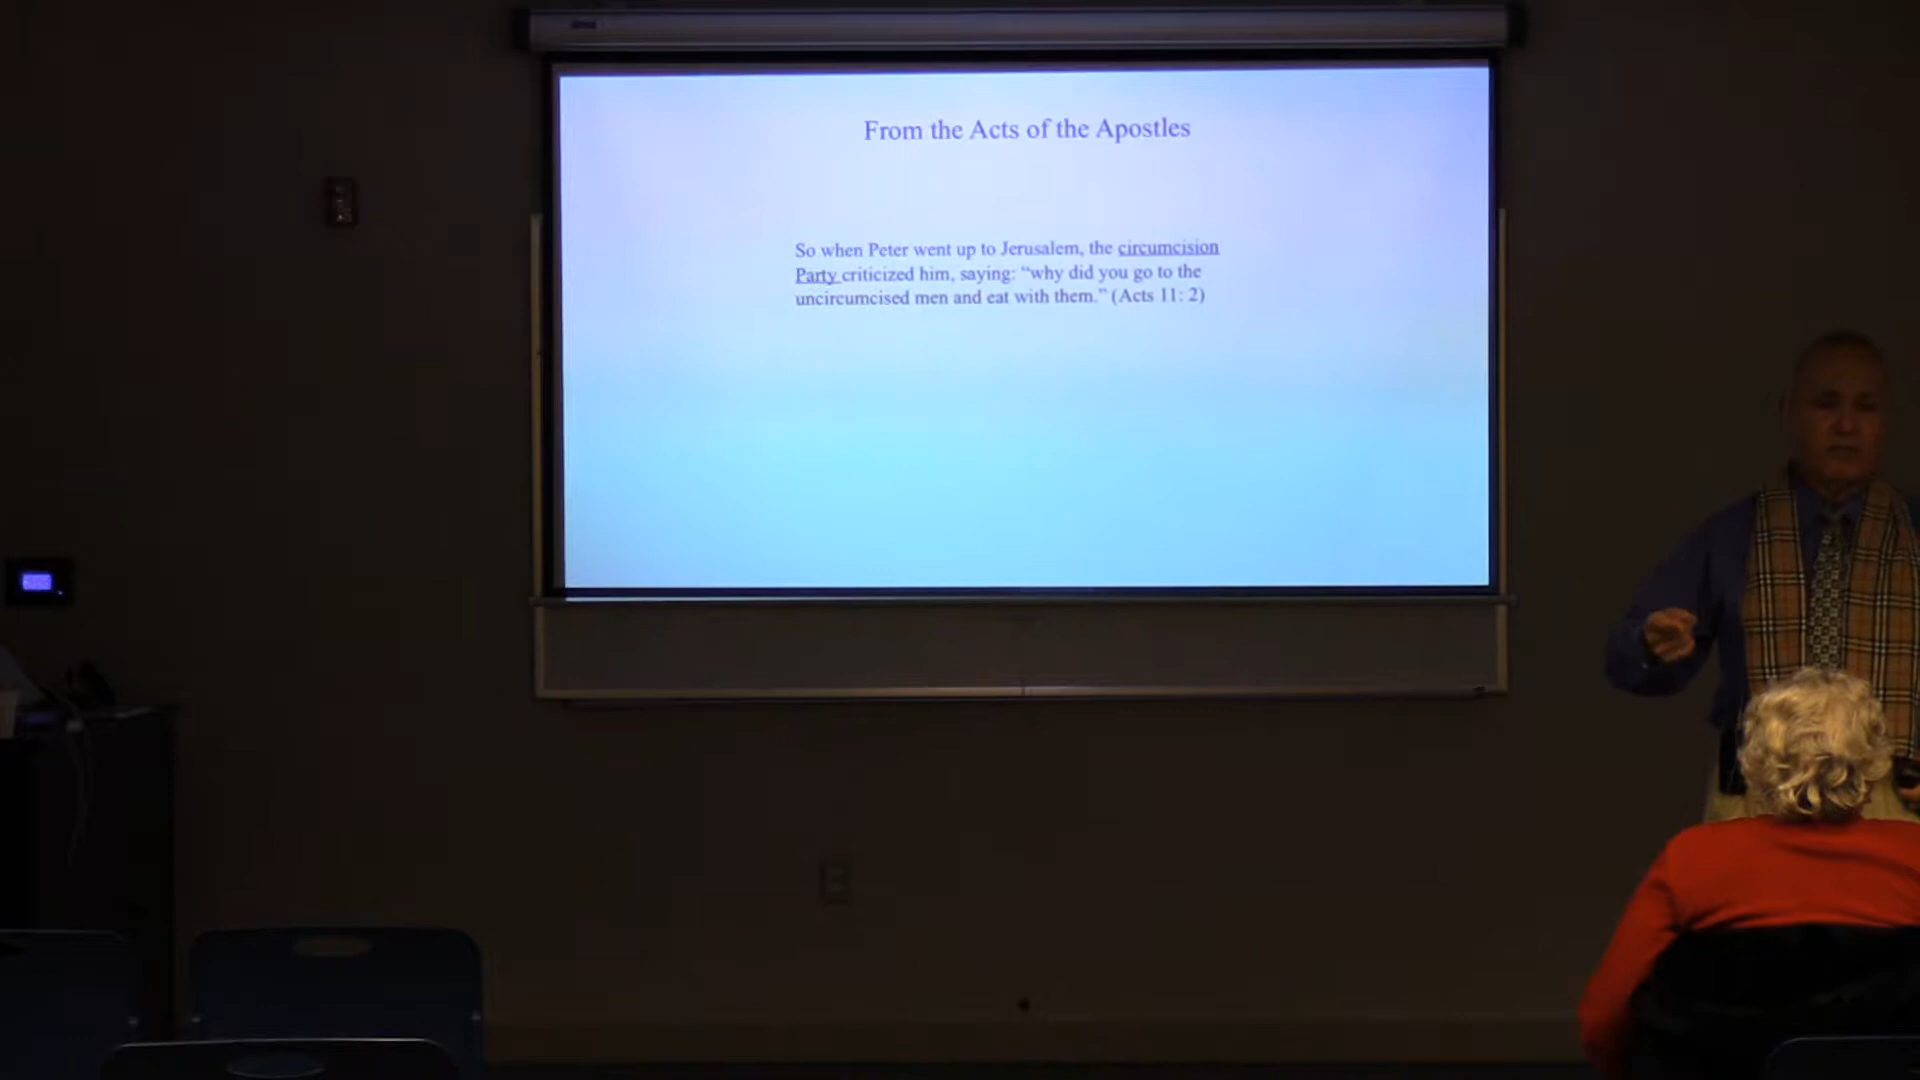 From the Acts of the Apostles
So when Peter went up to Jerusalem, the circumcision
Party criticized him, saying: “why did you go to the
uncircumcised men and eat with them.” (Acts 11: 2)